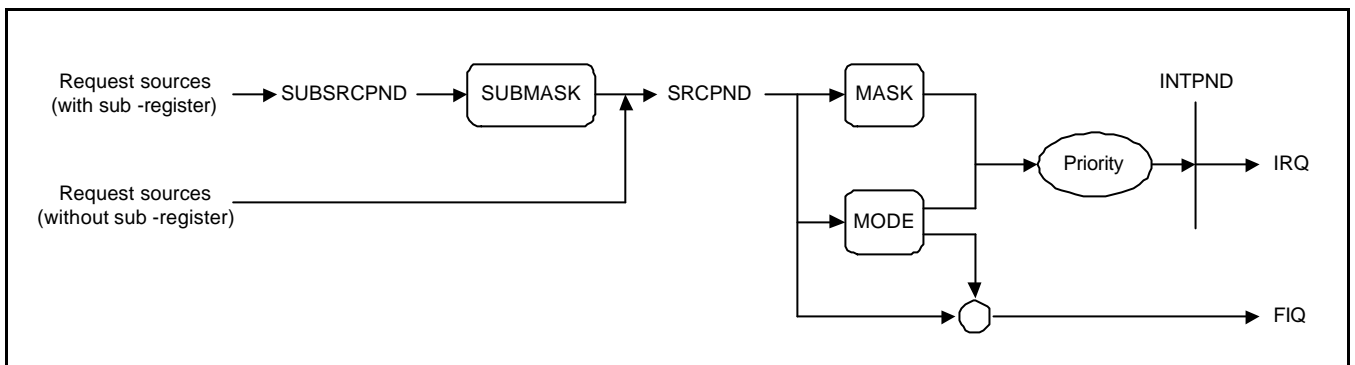 Request sources
(with sub -register)
SUBSRCPND
SUBMASK
SRCPND
MASK
INTPND
Priority
IRQ
Request sources
(without sub -register)
MODE
FIQ